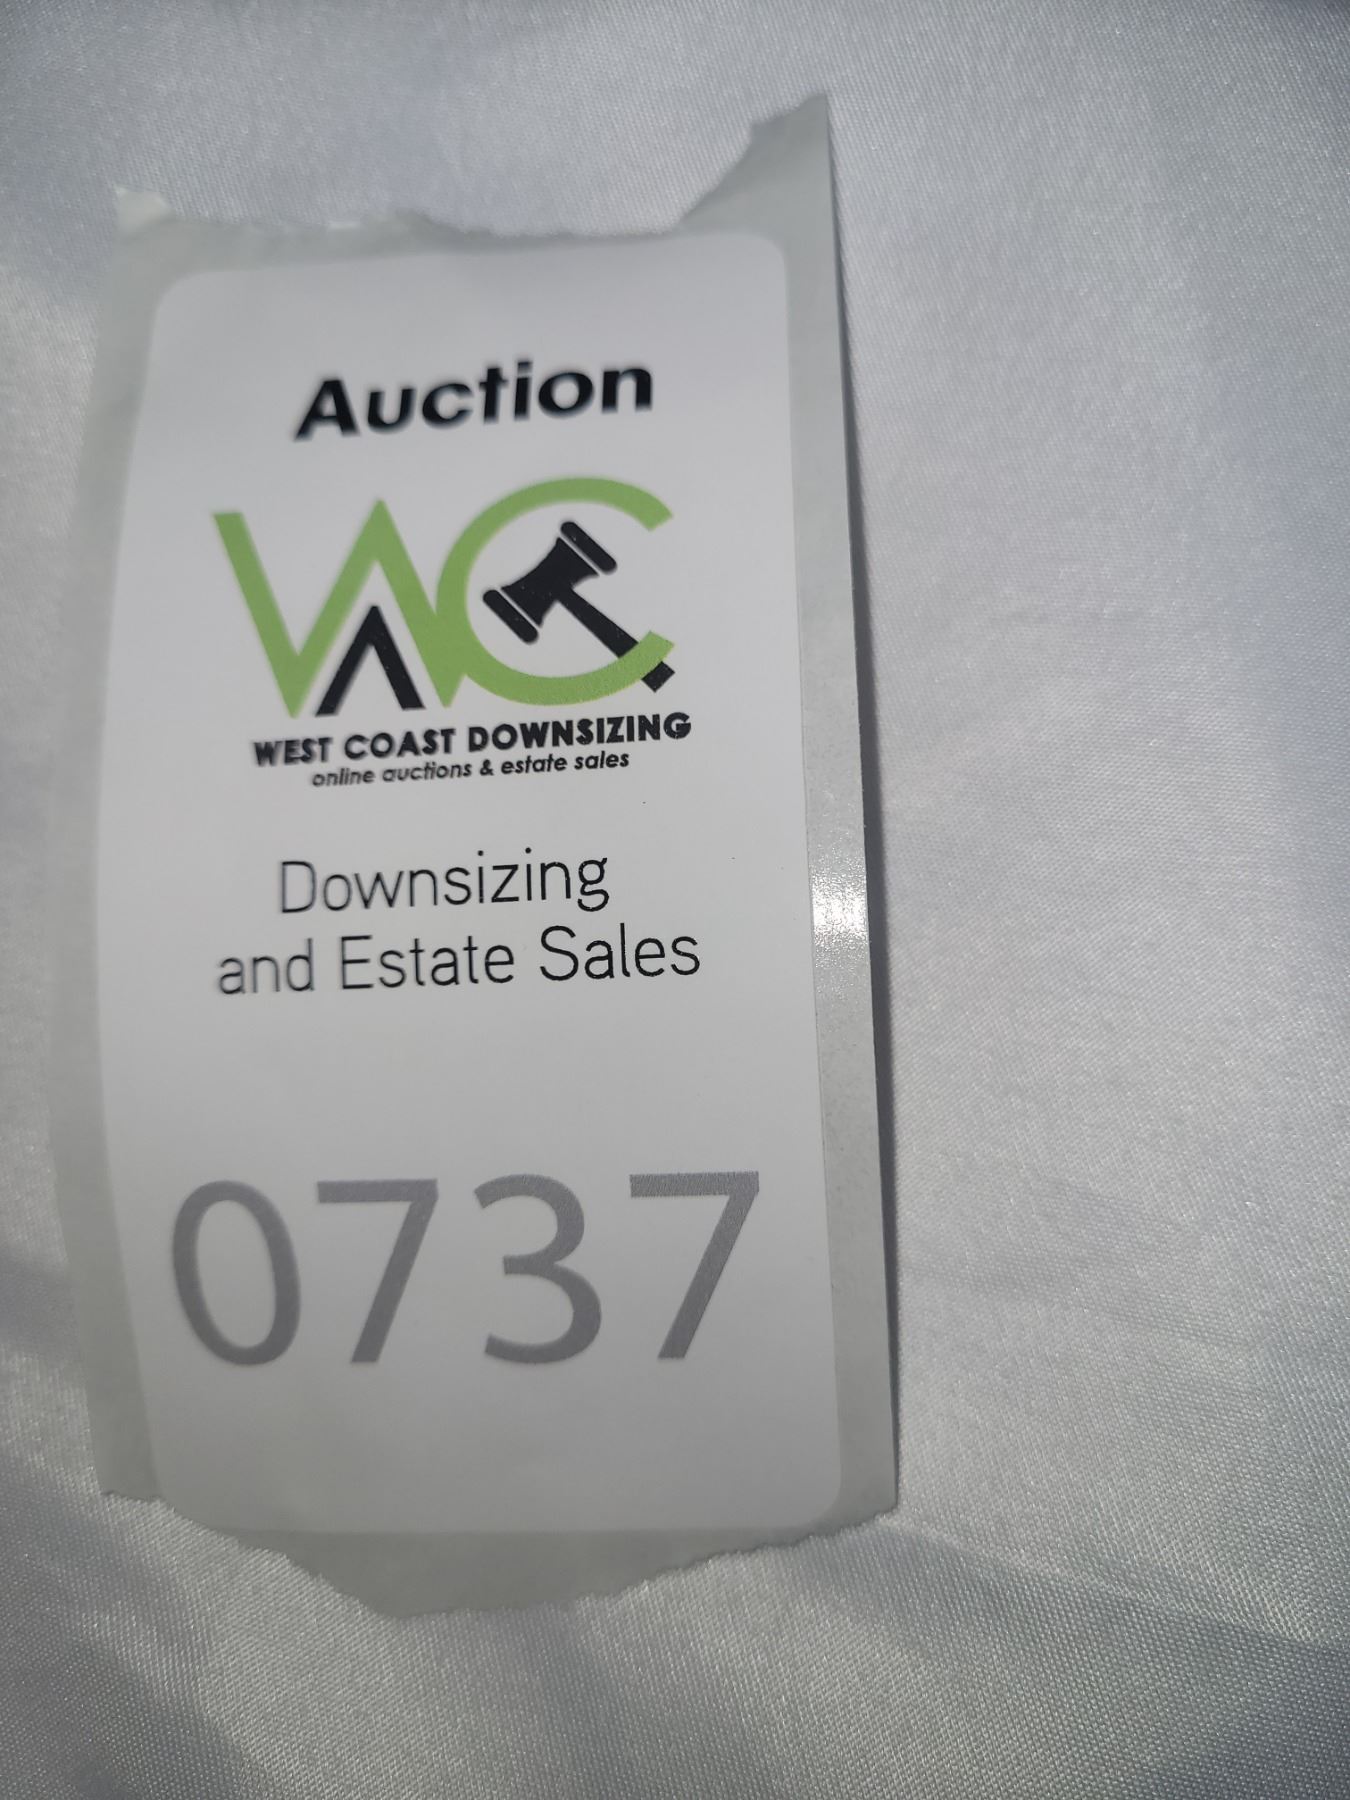 Auction
WC
WEST COAST DOWNSIZING
online auctions & estate sales
Downsizing
and Estate Sales
0737